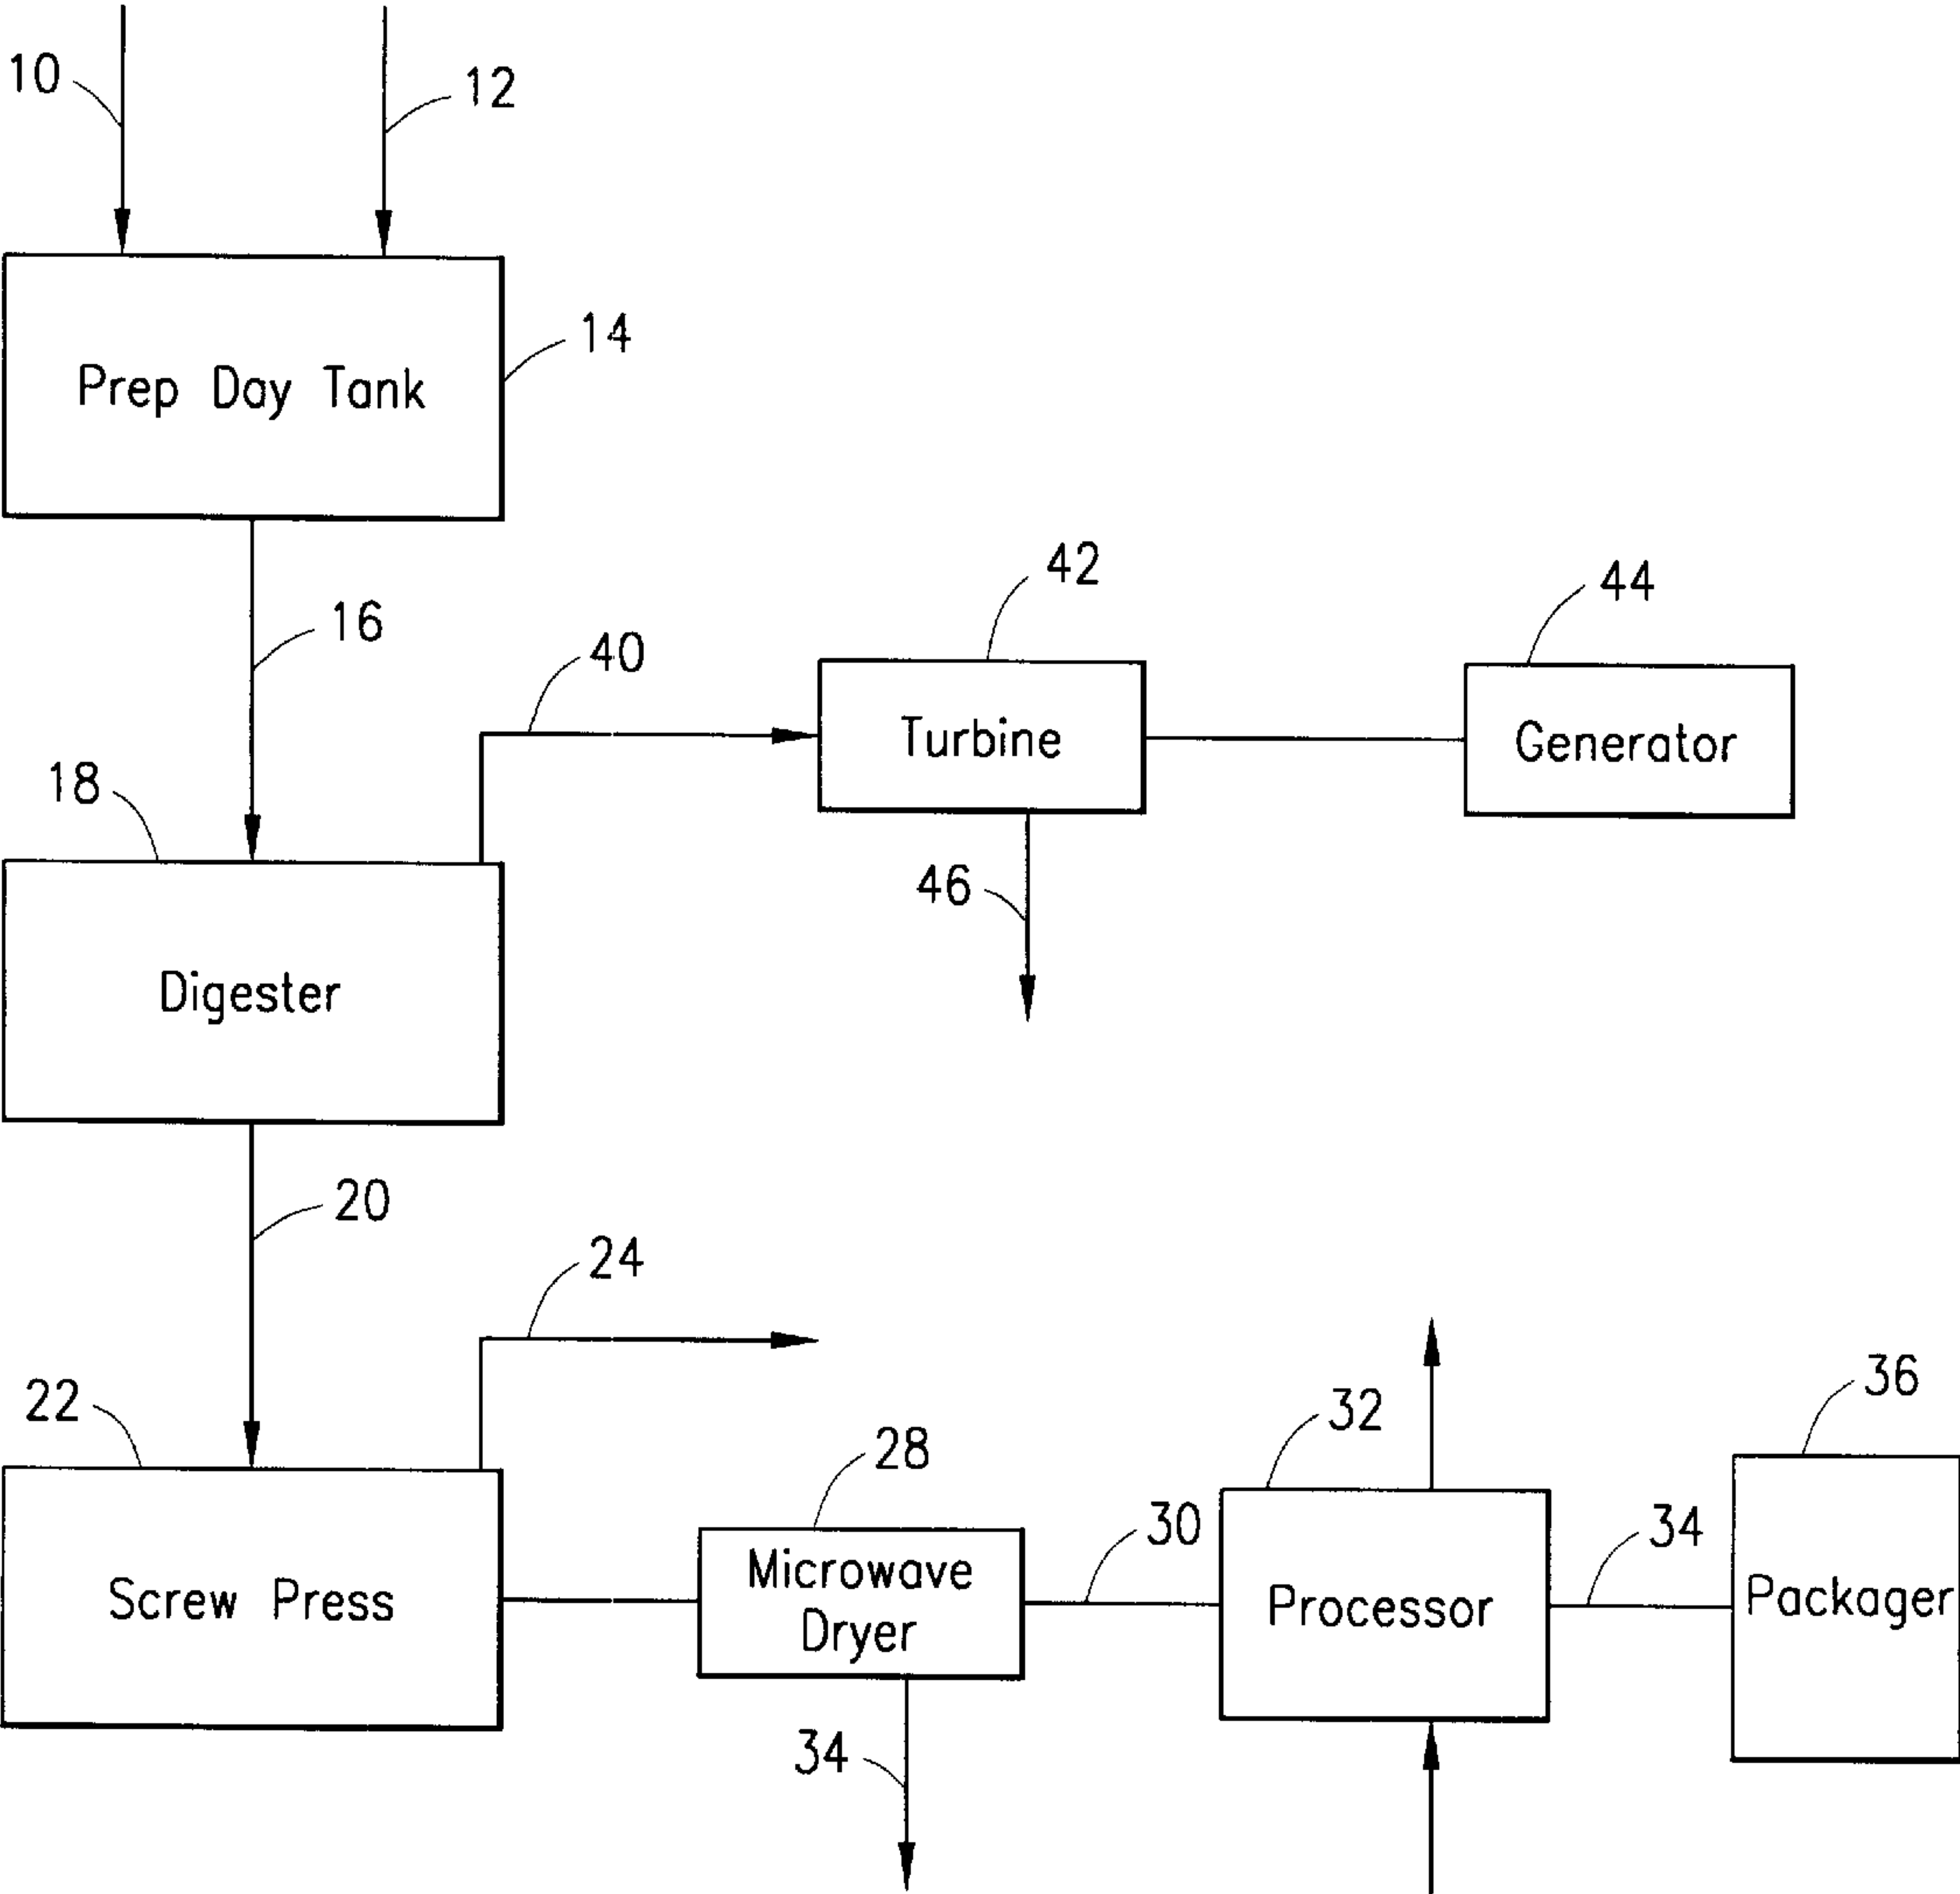 10
12
14
Prep Day Tank
16
42
44
40
Turbine
Generator
18
46
Digester
20
24
36
22
32
28
30
34
Microwave
Dryer
Screw Press
Processor
Packager
34